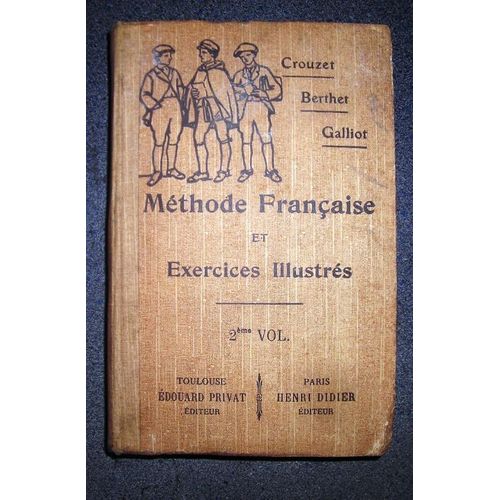 Crouzet
Berthet
Galliot
Méthode Française
ET
Exercices Illustrés
2ème VOL.
TOULOUSE
ÉDOUARD PRIVAT
ÉDITEUR
PARIS
HENRI DIDIER
ÉDITEUR